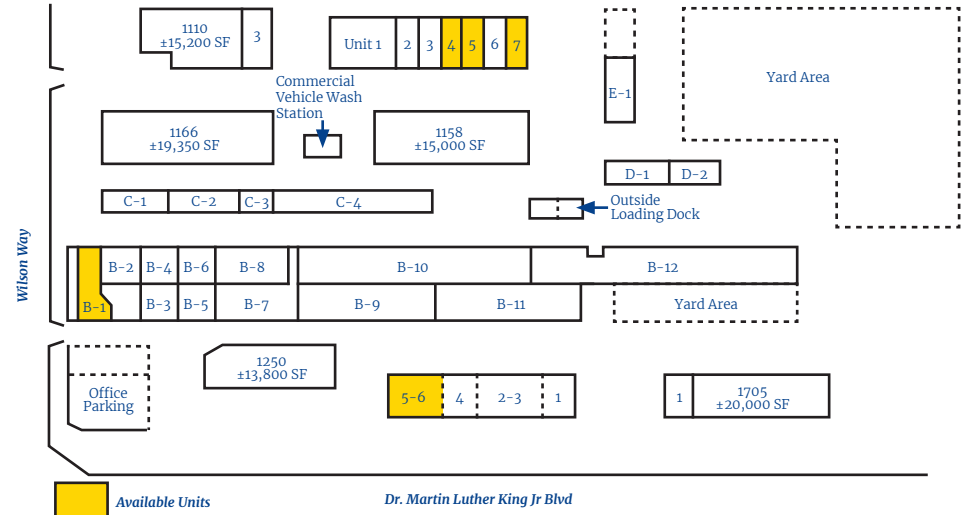 1110
±15,200 SF
3
Unit 1
2
3
4
5
6
7
E-1
Yard Area
Commercial
Vehicle Wash
Station
1166
±19,350 SF
1158
±15,000 SF
D-1
D-2
C-1
C-2
C-3
C-4
Outside
Loading Dock
Wilson Way
B-1
B-2
B-4
B-6
B-8
B-10
B-12
B-3
B-5
B-7
B-9
B-11
Yard Area
Office
Parking
1250
±13,800 SF
5-6
4
2-3
1
1
1705
±20,000 SF
Available Units
Dr. Martin Luther King Jr Blvd